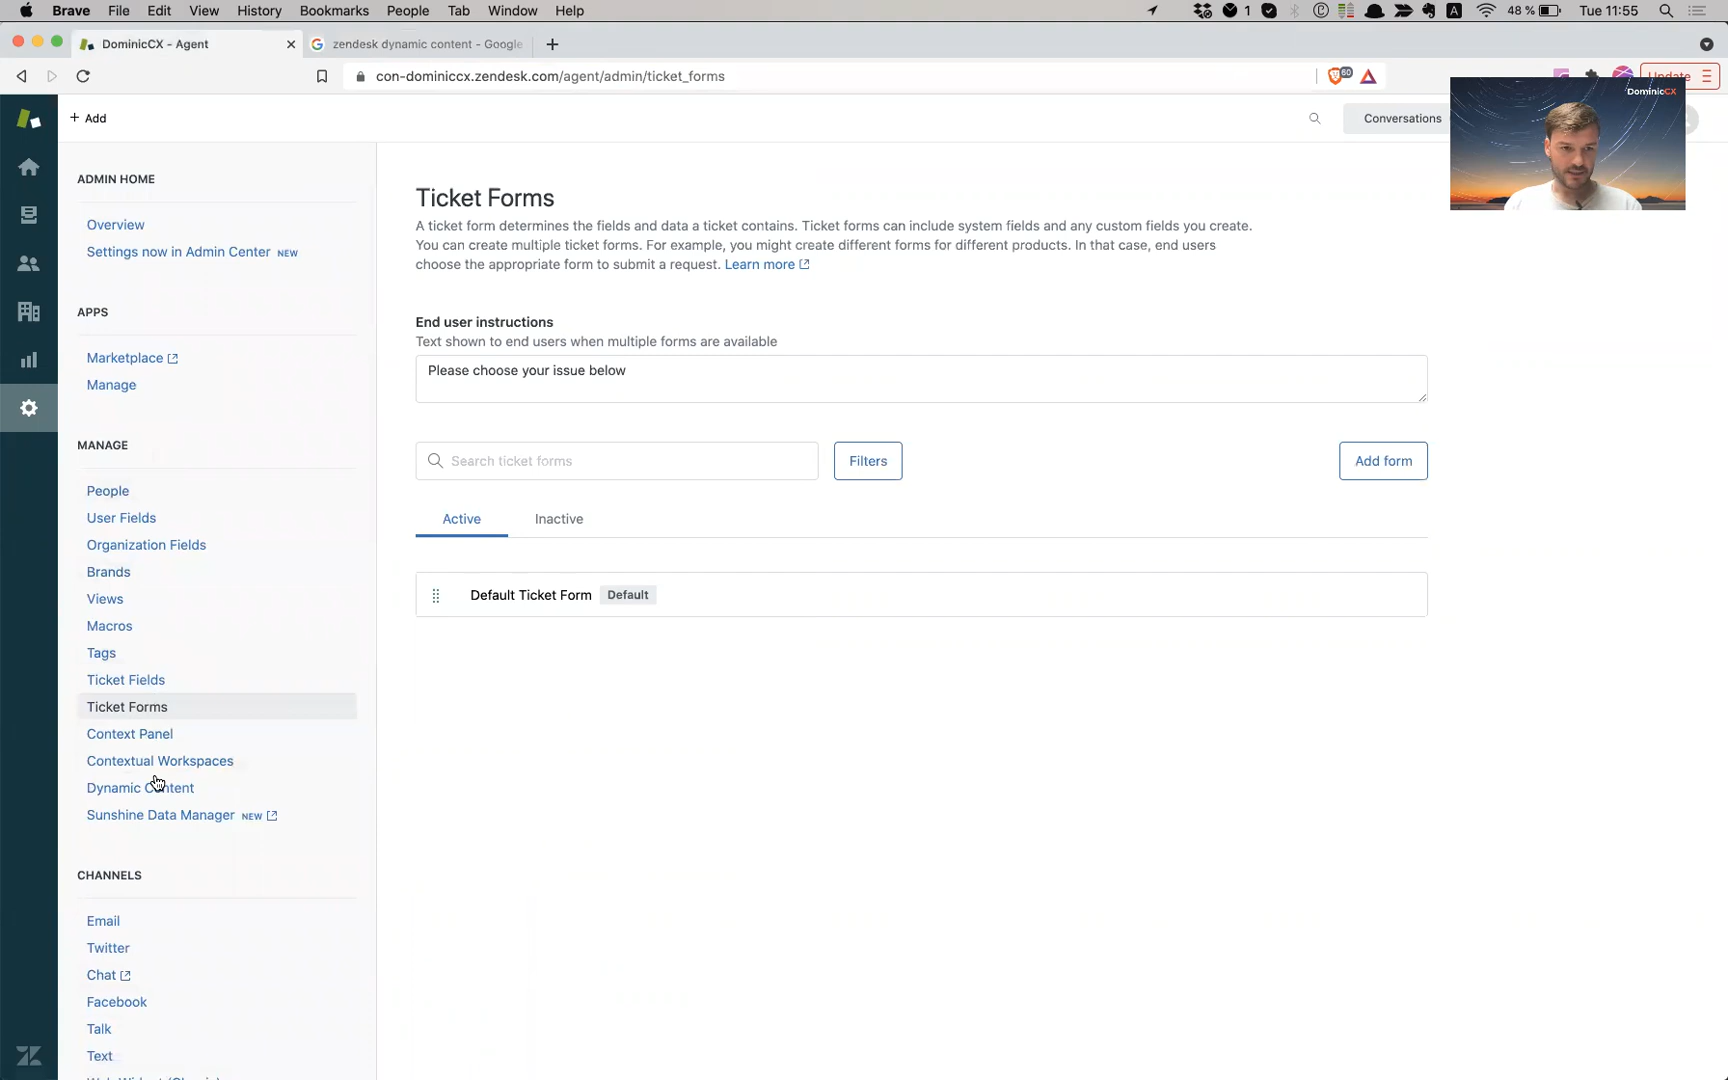 Brave File Edit View History Bookmarks People Tab Window Help
1 48 % Tue 11:55
DominicCX - Agent
zendesk dynamic content - Google
con-dominiccx.zendesk.com/agent/admin/ticket_forms
60
Update
DominicCX
+ Add
Conversations
ADMIN HOME
Overview
Settings now in Admin Center NEW
APPS
Marketplace
Manage
MANAGE
People
User Fields
Organization Fields
Brands
Views
Macros
Tags
Ticket Fields
Ticket Forms
Context Panel
Contextual Workspaces
Dynamic Content
Sunshine Data Manager NEW
CHANNELS
Email
Twitter
Chat
Facebook
Talk
Text
Web Widget (Classic)
Ticket Forms
A ticket form determines the fields and data a ticket contains. Ticket forms can include system fields and any custom fields you create.
You can create multiple ticket forms. For example, you might create different forms for different products. In that case, end users
choose the appropriate form to submit a request. Learn more
End user instructions
Text shown to end users when multiple forms are available
Please choose your issue below
Search ticket forms
Filters
Add form
Active
Inactive
Default Ticket Form Default